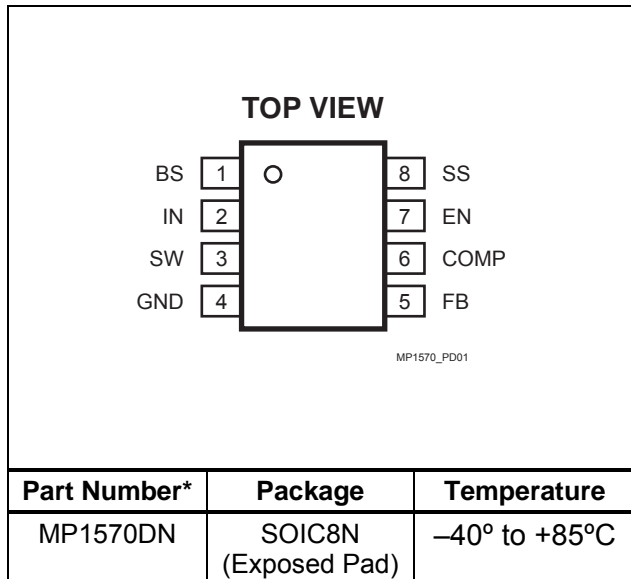 TOP VIEW
BS 1 8 SS
IN 2 7 EN
SW 3 6 COMP
GND 4 5 FB
MP1570_PD01
Part Number* Package Temperature
MP1570DN SOIC8N –40º to +85ºC
(Exposed Pad)